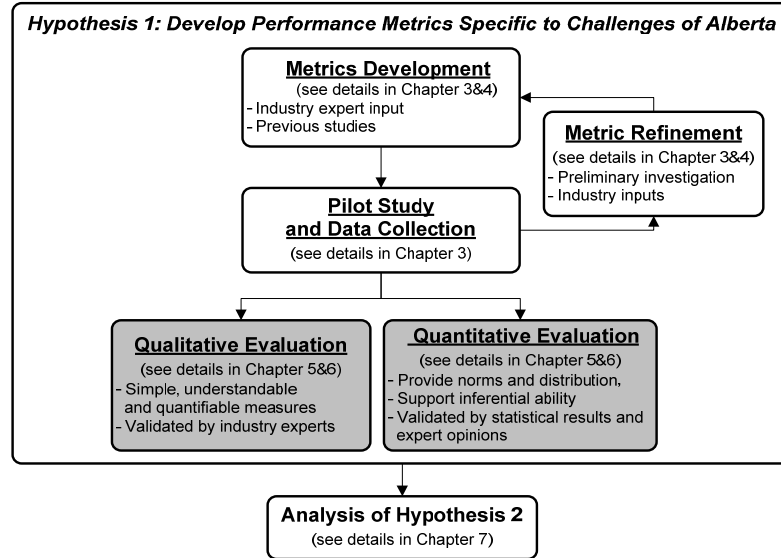 Hypothesis 1: Develop Performance Metrics Specific to Challenges of Alberta
Metrics Development
(see details in Chapter 3&4)
- Industry expert input
- Previous studies
Metric Refinement
(see details in Chapter 3&4)
- Preliminary investigation
- Industry inputs
Pilot Study
and Data Collection
(see details in Chapter 3)
Qualitative Evaluation
(see details in Chapter 5&6)
- Simple, understandable
and quantifiable measures
- Validated by industry experts
Quantitative Evaluation
(see details in Chapter 5&6)
- Provide norms and distribution,
- Support inferential ability
- Validated by statistical results and
expert opinions
Analysis of Hypothesis 2
(see details in Chapter 7)